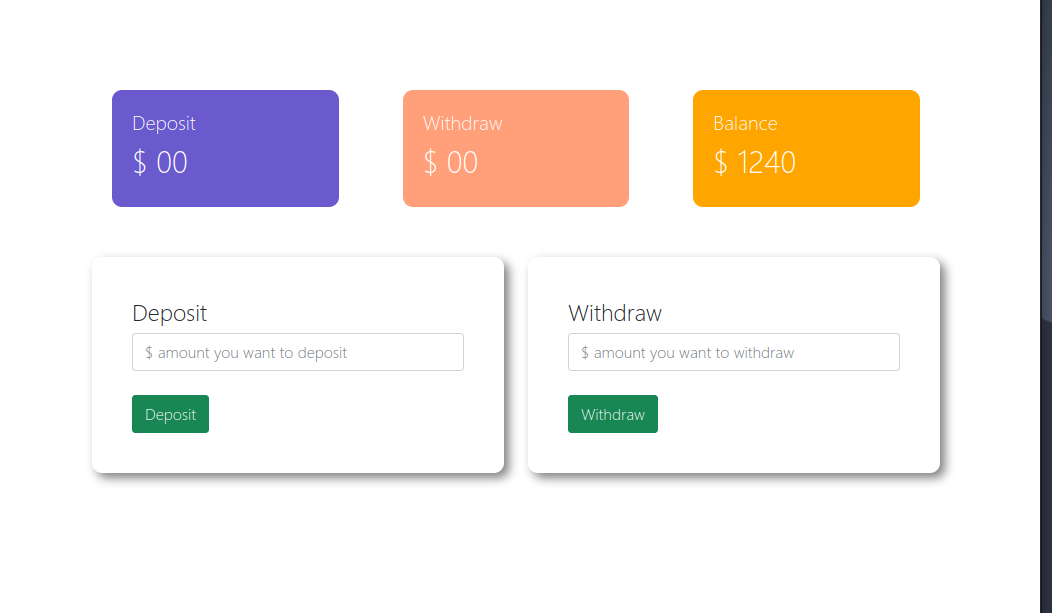 Deposit
$ 00
Withdraw
$ 00
Balance
$ 1240
Deposit
$ amount you want to deposit
Deposit
Withdraw
$ amount you want to withdraw
Withdraw